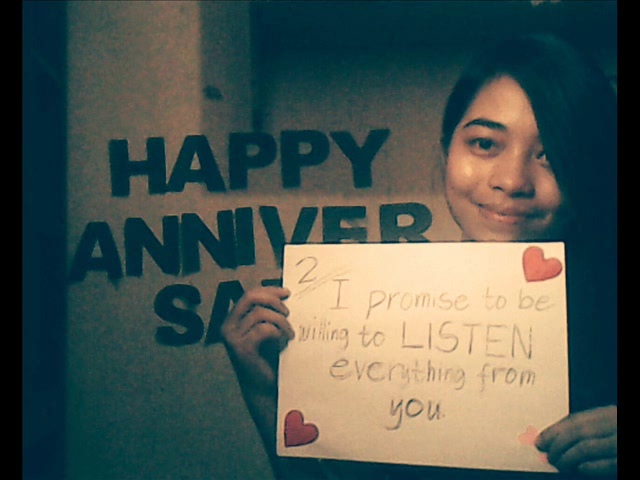 HAPPY
ANNIVER
SA
2
I promise to be
willing to LISTEN
everything from
you.